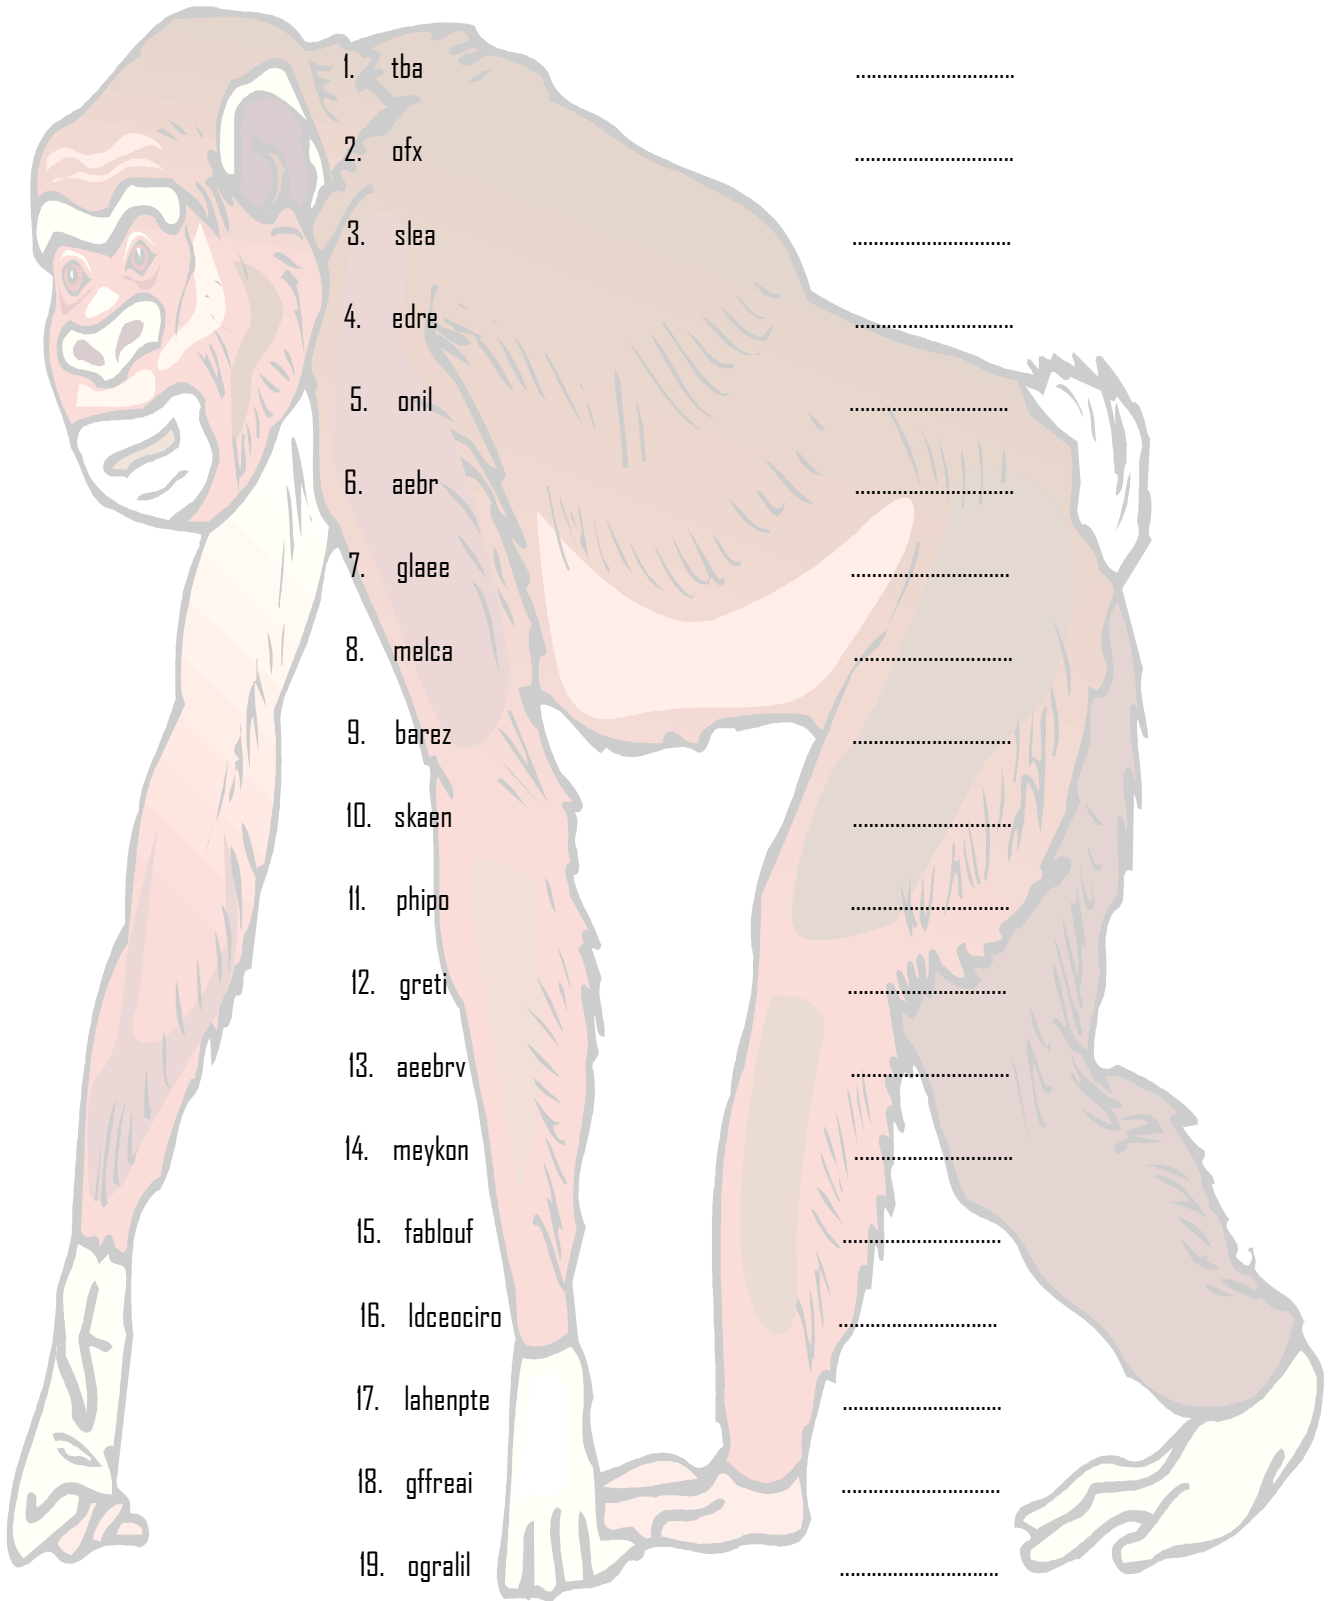 1. tba ..............................
2. ofx ..............................
3. slea ..............................
4. edre ..............................
5. onil ..............................
6. aebr ..............................
7. glaee ..............................
8. melca ..............................
9. barez ..............................
10. skaen ..............................
11. phipo ..............................
12. greti ..............................
13. aeebrv ..............................
14. meykon ..............................
15. fablouf ..............................
16. ldceociro ..............................
17. lahenpte ..............................
18. gffreai ..............................
19. ogralil ..............................